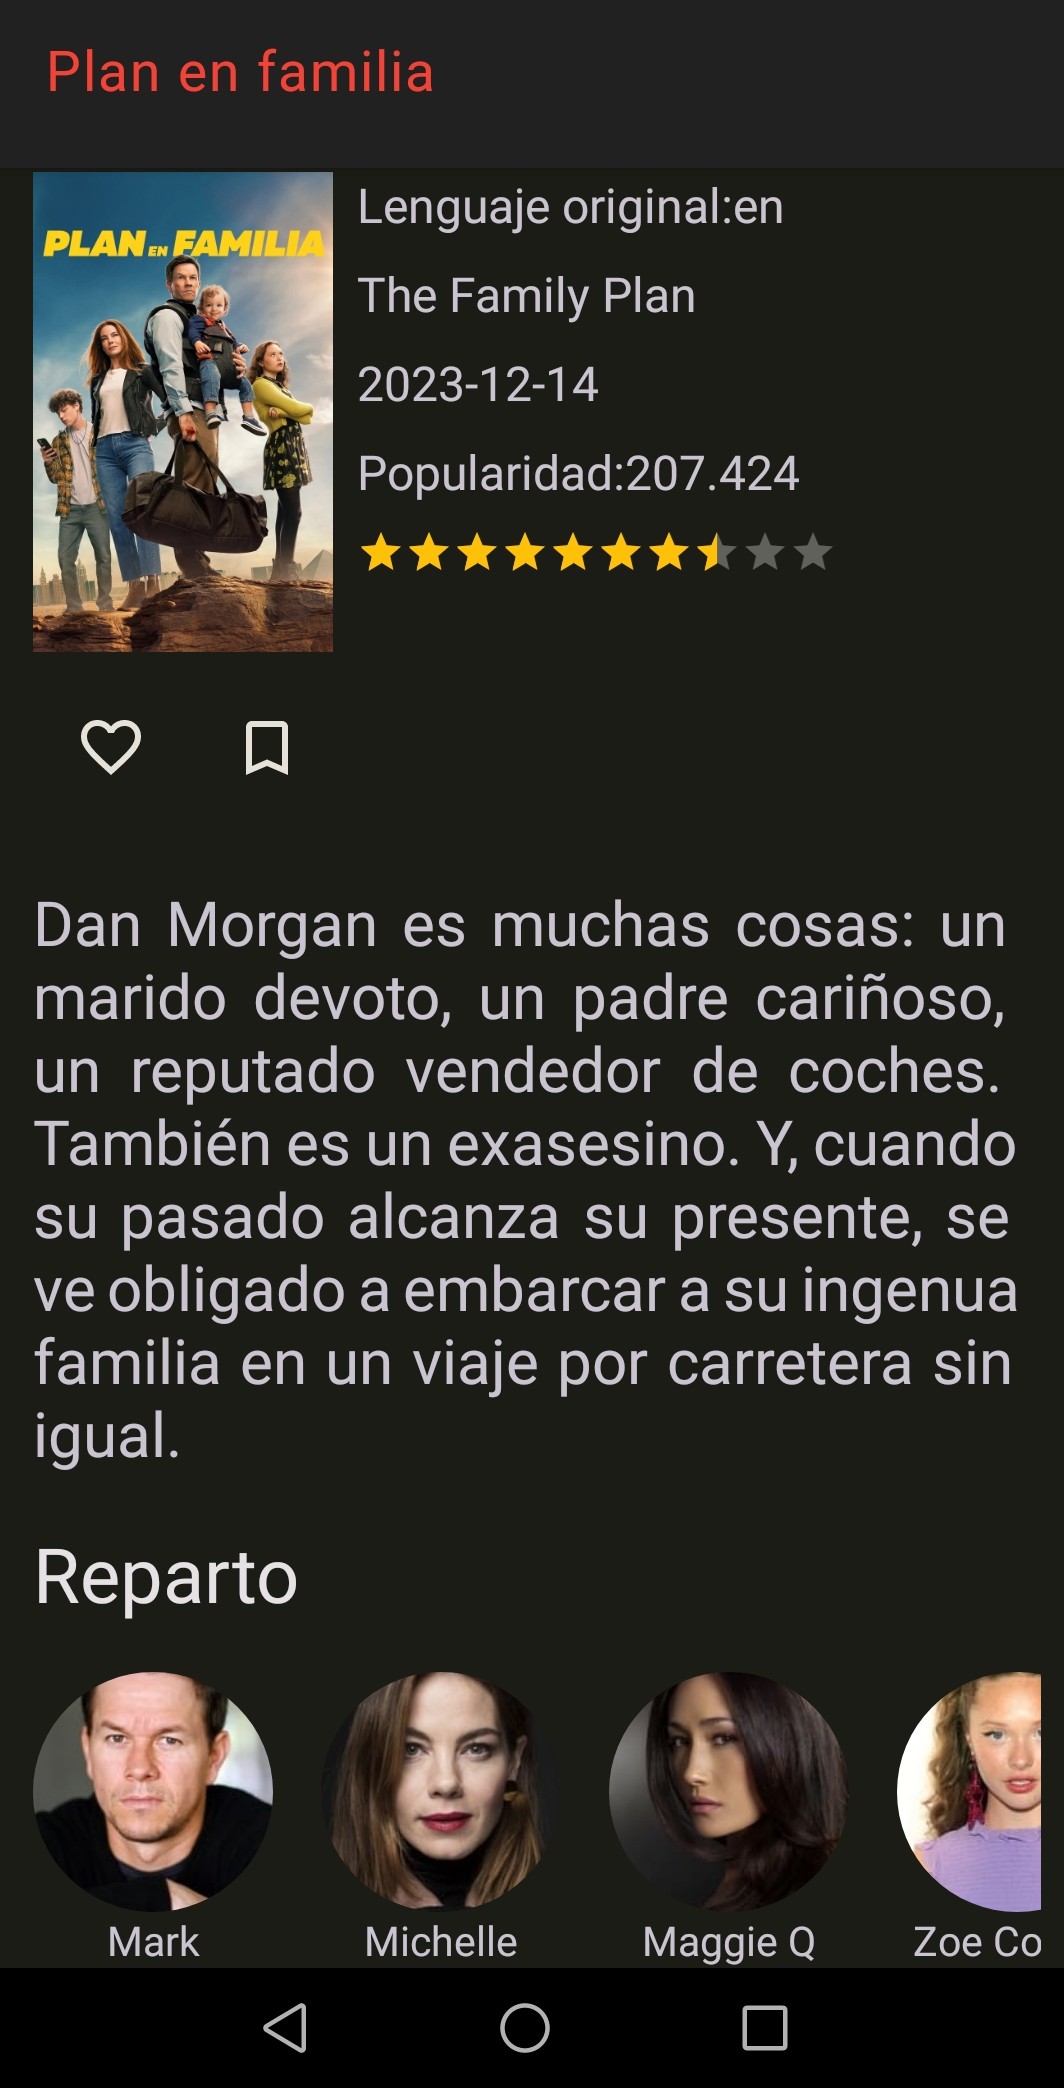 Plan en familia
PLAN EN FAMILIA
Lenguaje original:en
The Family Plan
2023-12-14
Popularidad:207.424
Dan Morgan es muchas cosas: un
marido devoto, un padre cariñoso,
un reputado vendedor de coches.
También es un exasesino. Y, cuando
su pasado alcanza su presente, se
ve obligado a embarcar a su ingenua
familia en un viaje por carretera sin
igual.
Reparto
Mark
Michelle
Maggie Q
Zoe Co